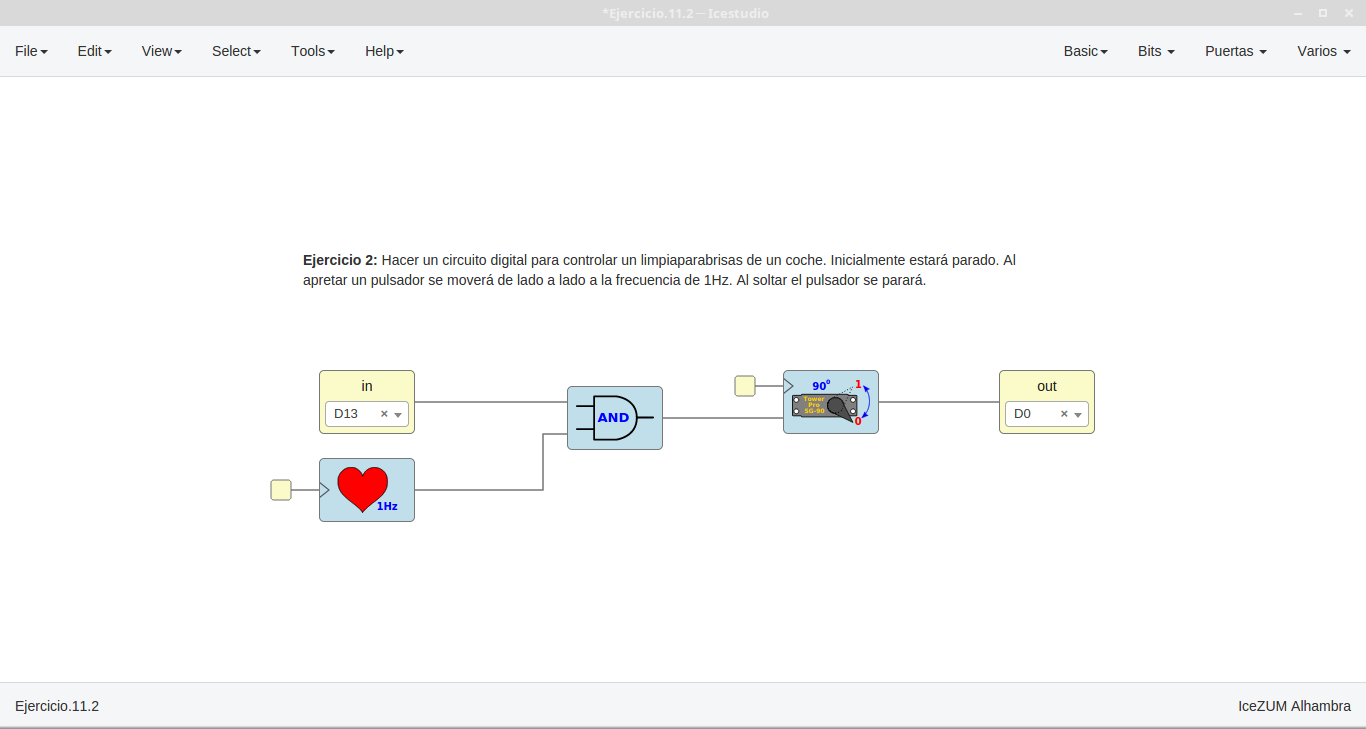 *Ejercicio.11.2 ─ Icestudio
File Edit View Select Tools Help Basic Bits Puertas Varios
Ejercicio 2: Hacer un circuito digital para controlar un limpiaparabrisas de un coche. Inicialmente estará parado. Al
apretar un pulsador se moverá de lado a lado a la frecuencia de 1Hz. Al soltar el pulsador se parará.
in
D13 ×
1Hz
AND
90⁰ 1
Tower
Pro
SG-90
0
out
D0 ×
Ejercicio.11.2 IceZUM Alhambra